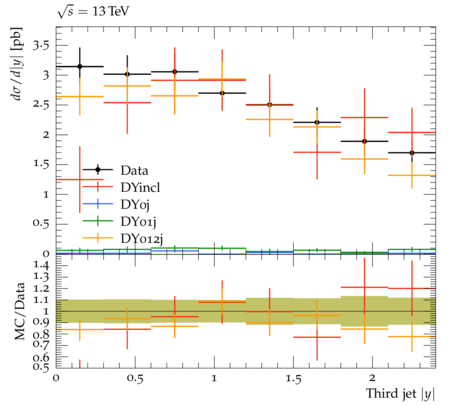 √s = 13 TeV
dσ/d|y| [pb]
3.5
3
2.5
2
1.5
1
0.5
0
Data
DYincl
DY0j
DY01j
DY012j
MC/Data
1.4
1.3
1.2
1.1
1
0.9
0.8
0.7
0.6
0.5
0 0.5 1 1.5 2
Third jet |y|